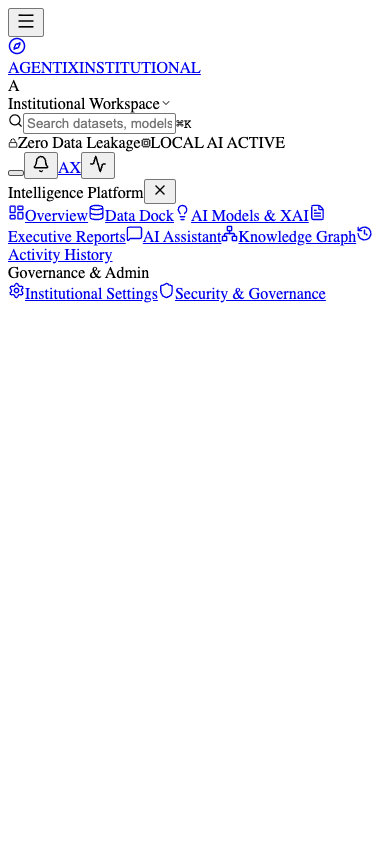 AGENTIXINSTITUTIONAL
A
Institutional Workspace
Search datasets, models ⌘K
Zero Data Leakage LOCAL AI ACTIVE
AX
Intelligence Platform
Overview Data Dock AI Models & XAI
Executive Reports AI Assistant Knowledge Graph
Activity History
Governance & Admin
Institutional Settings Security & Governance